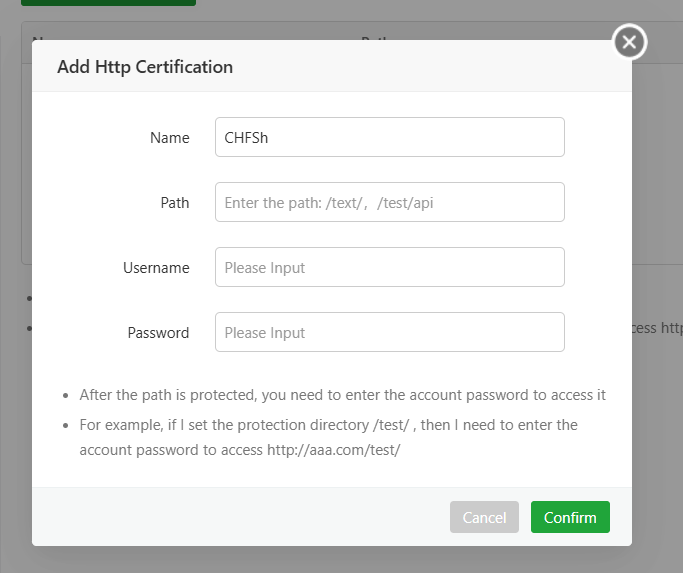 Add Http Certification
Name
CHFSh
Path
Enter the path: /text/，/test/api
Username
Please Input
Password
Please Input
After the path is protected, you need to enter the account password to access it
For example, if I set the protection directory /test/ , then I need to enter the
account password to access http://aaa.com/test/
Cancel
Confirm